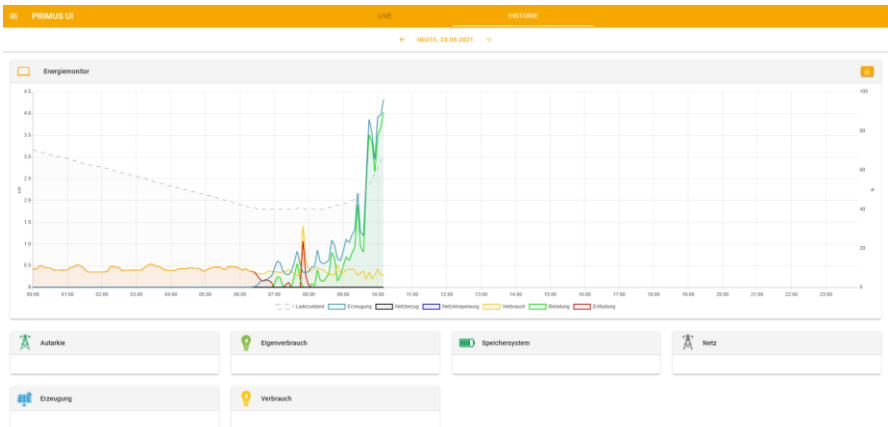 PRIMUS UI
LIVE
HISTORIE
HEUTE, 23.05.2021
Energiemonitor
4.5
4.0
3.5
3.0
2.5
2.0
1.5
1.0
0.5
0
kW
100
80
60
40
20
0
%
00:00 01:00 02:00 03:00 04:00 05:00 06:00 07:00 08:00 09:00 10:00 11:00 12:00 13:00 14:00 15:00 16:00 17:00 18:00 19:00 20:00 21:00 22:00 23:00
Ladezustand Erzeugung Netzbezug Netzeinspeisung Verbrauch Beladung Entladung
Autarkie
Eigenverbrauch
Speichersystem
Netz
Erzeugung
Verbrauch